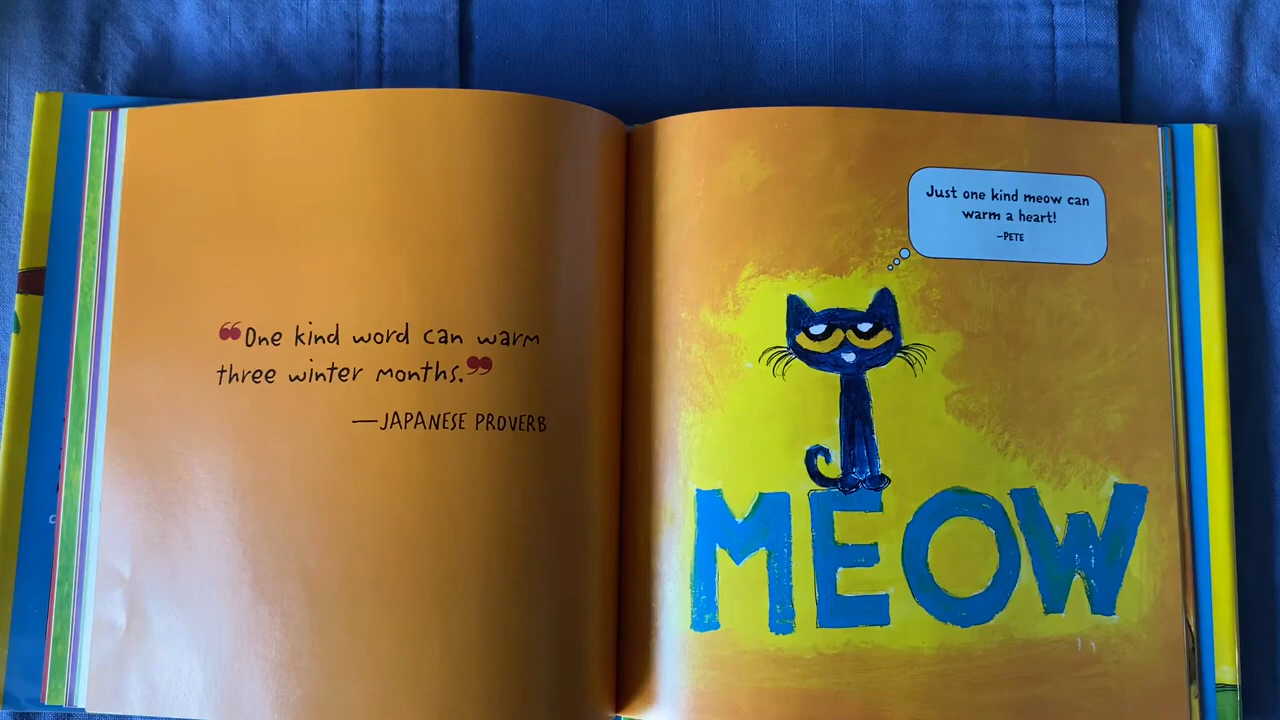 “One kind word can warm
three winter months.”
—JAPANESE PROVERB
Just one kind meow can
warm a heart!
–PETE
MEOW